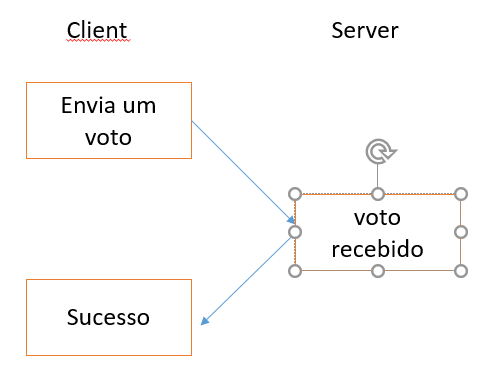 Client
Server
Envia um
voto
voto
recebido
Sucesso